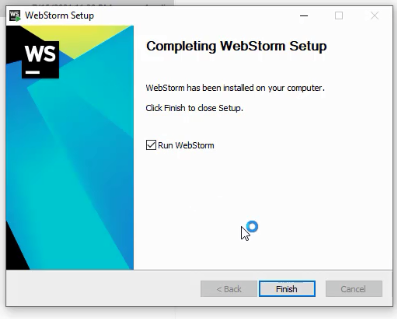 WebStorm Setup
WS
Completing WebStorm Setup
WebStorm has been installed on your computer.
Click Finish to close Setup.
Run WebStorm
< Back
Finish
Cancel